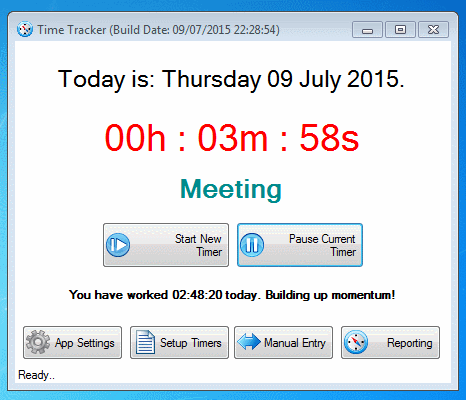 Time Tracker (Build Date: 09/07/2015 22:28:54)
Today is: Thursday 09 July 2015.
00h : 03m : 58s
Meeting
Start New
Timer
Pause Current
Timer
You have worked 02:48:20 today. Building up momentum!
App Settings
Setup Timers
Manual Entry
Reporting
Ready..